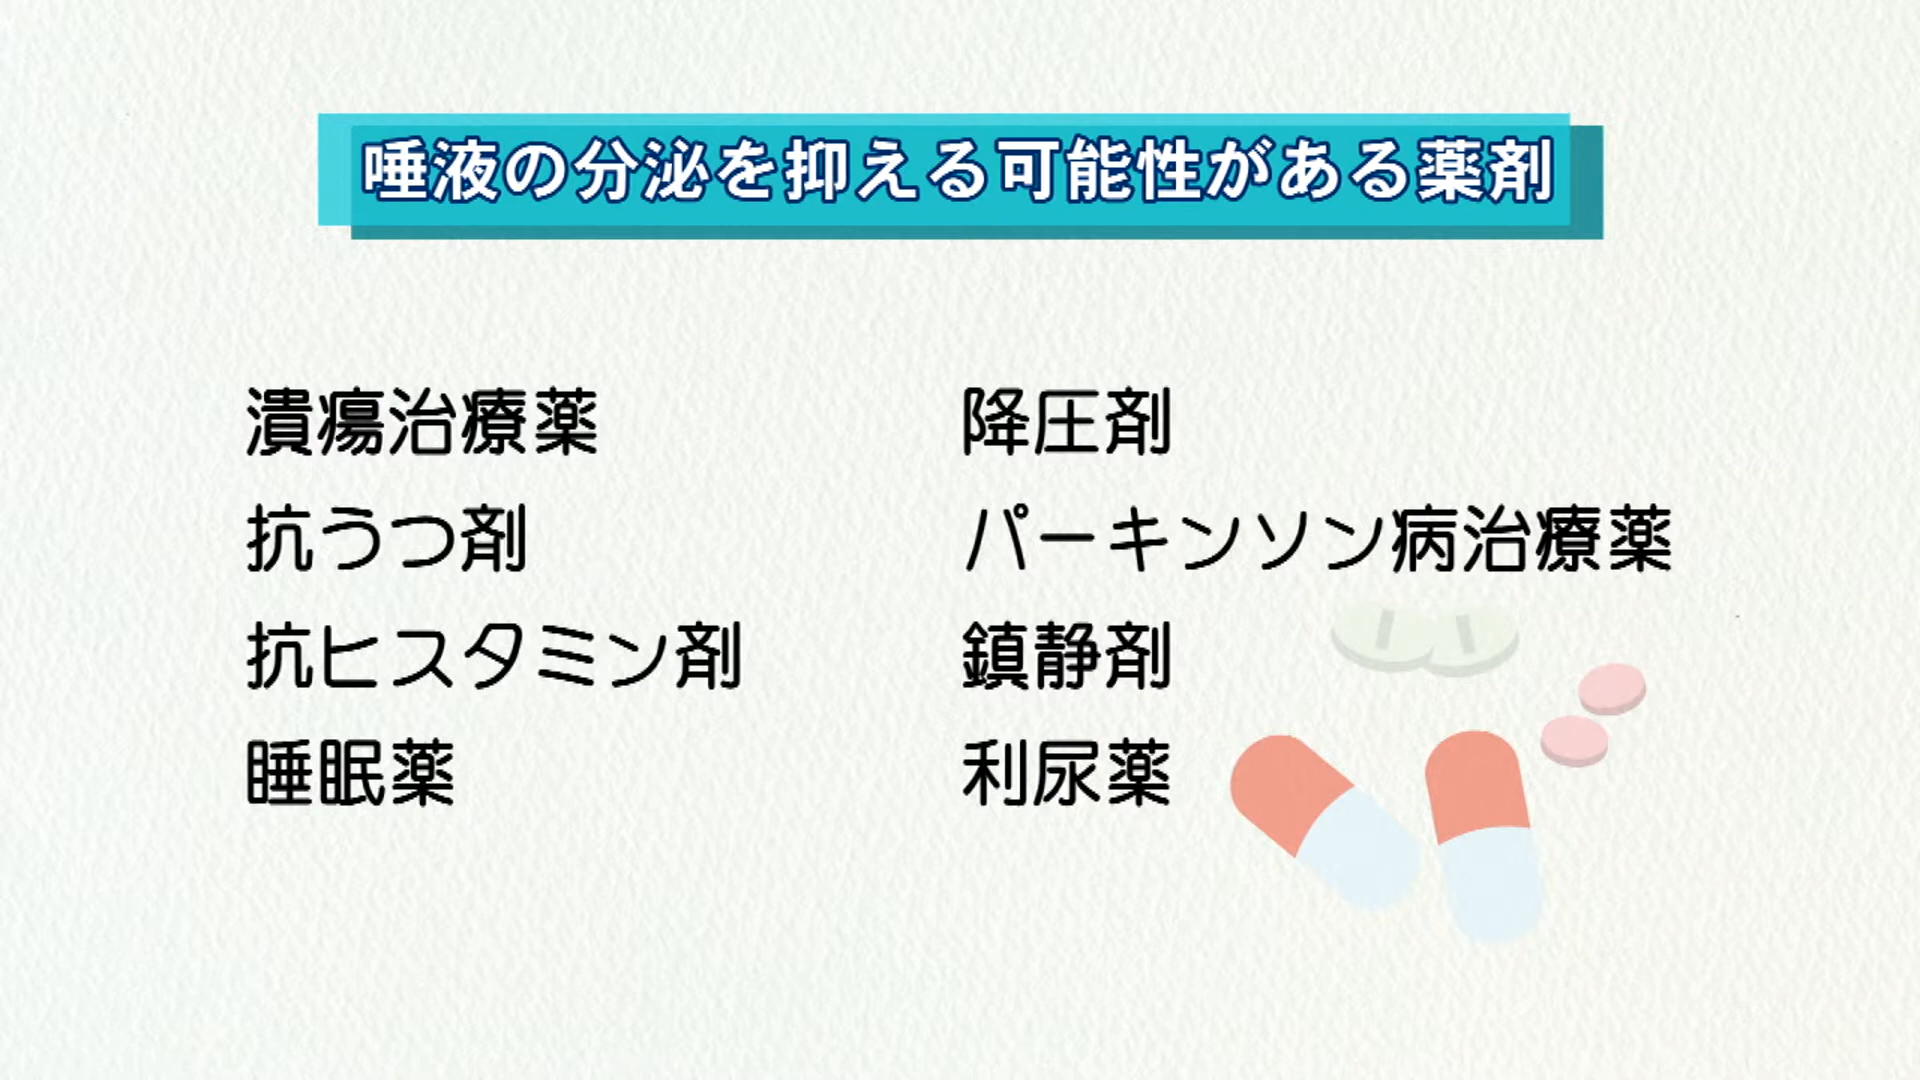 唾液の分泌を抑える可能性がある薬剤
潰瘍治療薬
抗うつ剤
抗ヒスタミン剤
睡眠薬
降圧剤
パーキンソン病治療薬
鎮静剤
利尿薬